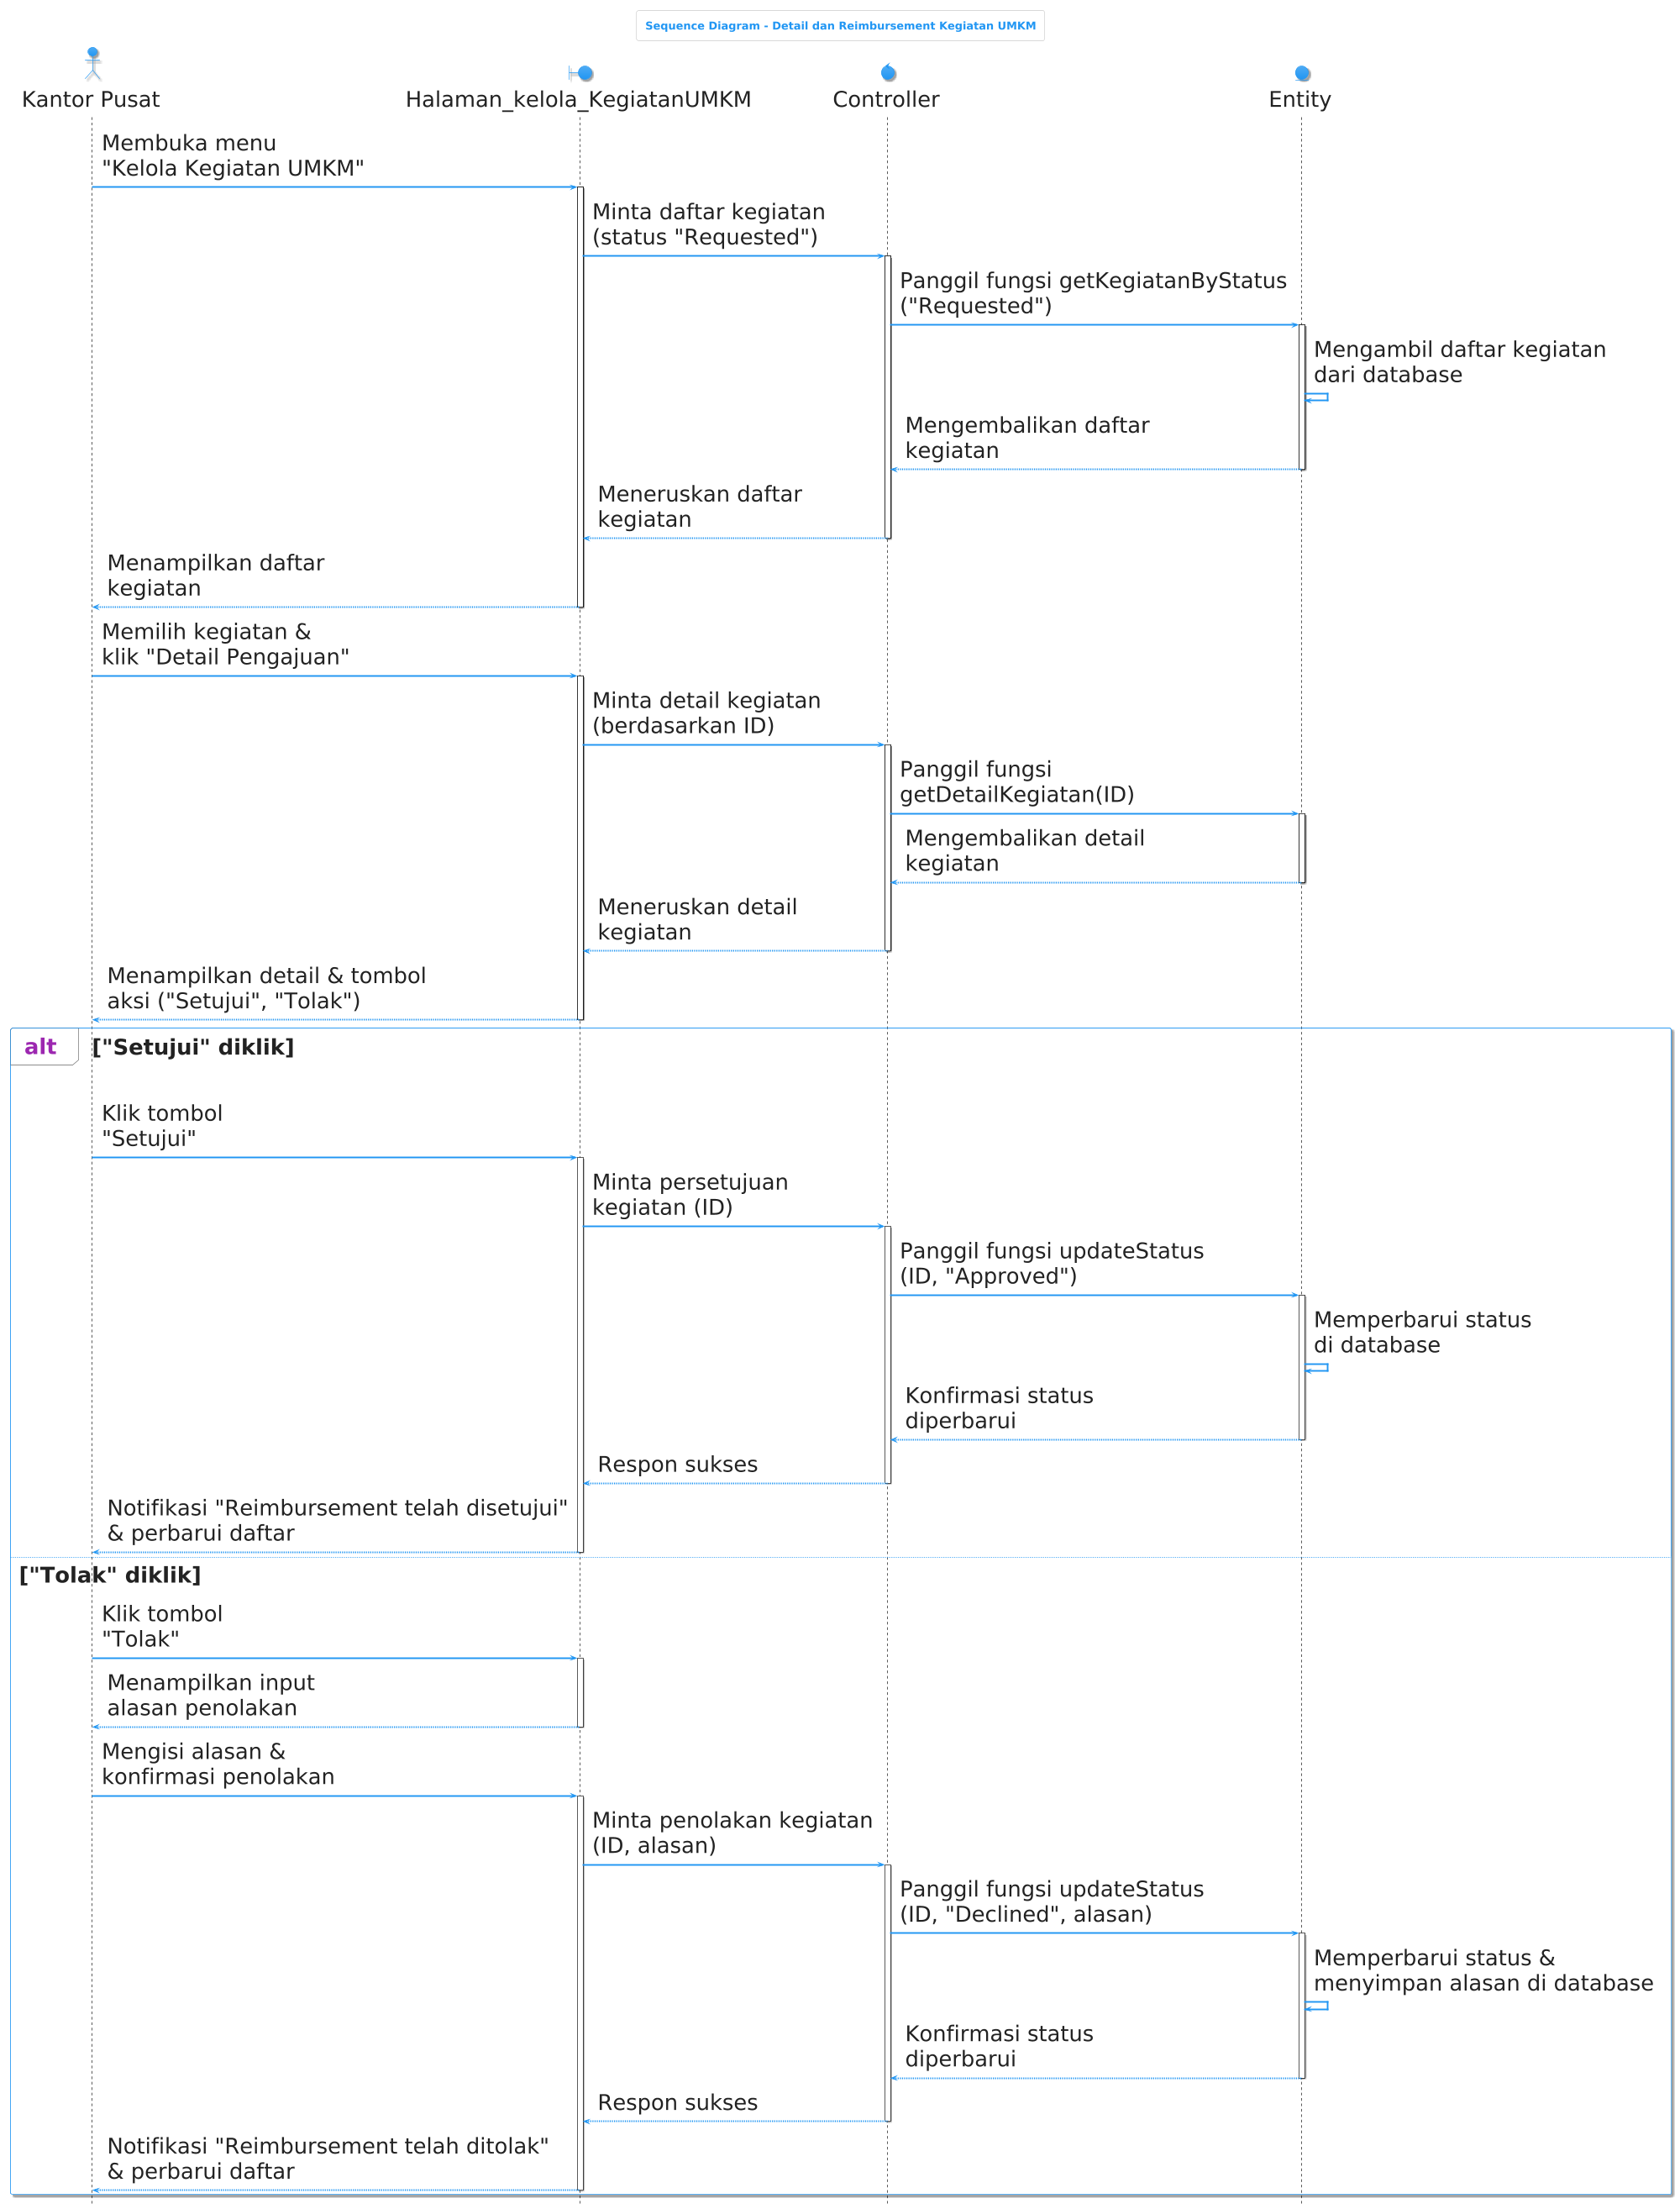 Sequence Diagram - Detail dan Reimbursement Kegiatan UMKM
Kantor Pusat
Halaman_kelola_KegiatanUMKM
Controller
Entity
Membuka menu
"Kelola Kegiatan UMKM"
Minta daftar kegiatan
(status "Requested")
Panggil fungsi getKegiatanByStatus
("Requested")
Mengambil daftar kegiatan
dari database
Mengembalikan daftar
kegiatan
Meneruskan daftar
kegiatan
Menampilkan daftar
kegiatan
Memilih kegiatan &
klik "Detail Pengajuan"
Minta detail kegiatan
(berdasarkan ID)
Panggil fungsi
getDetailKegiatan(ID)
Mengembalikan detail
kegiatan
Meneruskan detail
kegiatan
Menampilkan detail & tombol
aksi ("Setujui", "Tolak")
alt
["Setujui" diklik]
Klik tombol
"Setujui"
Minta persetujuan
kegiatan (ID)
Panggil fungsi updateStatus
(ID, "Approved")
Memperbarui status
di database
Konfirmasi status
diperbarui
Respon sukses
Notifikasi "Reimbursement telah disetujui"
& perbarui daftar
["Tolak" diklik]
Klik tombol
"Tolak"
Menampilkan input
alasan penolakan
Mengisi alasan &
konfirmasi penolakan
Minta penolakan kegiatan
(ID, alasan)
Panggil fungsi updateStatus
(ID, "Declined", alasan)
Memperbarui status &
menyimpan alasan di database
Konfirmasi status
diperbarui
Respon sukses
Notifikasi "Reimbursement telah ditolak"
& perbarui daftar